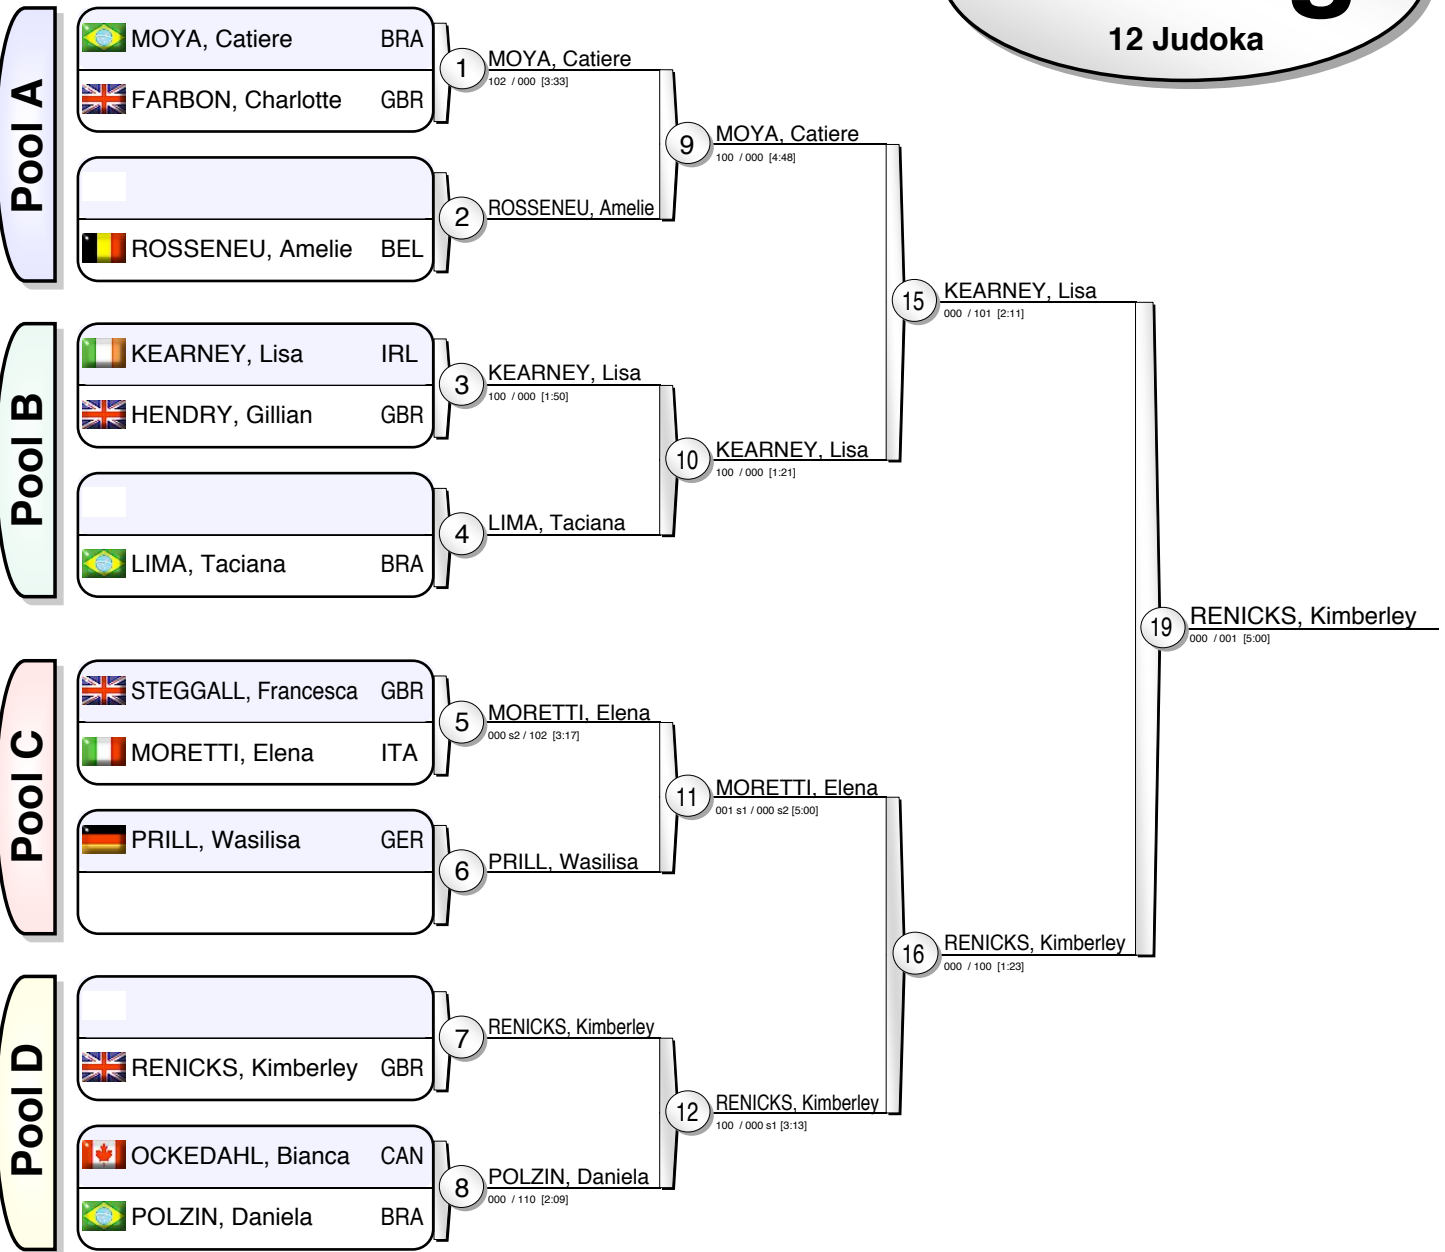 12 Judoka
Pool A
MOYA, Catiere BRA
FARBON, Charlotte GBR
ROSSENEU, Amelie BEL
1
MOYA, Catiere
102 / 000 [3:33]
2
ROSSENEU, Amelie
9
MOYA, Catiere
100 / 000 [4:48]
Pool B
KEARNEY, Lisa IRL
HENDRY, Gillian GBR
LIMA, Taciana BRA
3
KEARNEY, Lisa
100 / 000 [1:50]
4
LIMA, Taciana
10
KEARNEY, Lisa
100 / 000 [1:21]
15
KEARNEY, Lisa
000 / 101 [2:11]
Pool C
STEGGALL, Francesca GBR
MORETTI, Elena ITA
PRILL, Wasilisa GER
5
MORETTI, Elena
000 s2 / 102 [3:17]
6
PRILL, Wasilisa
11
MORETTI, Elena
001 s1 / 000 s2 [5:00]
Pool D
RENICKS, Kimberley GBR
OCKEDAHL, Bianca CAN
POLZIN, Daniela BRA
7
RENICKS, Kimberley
8
POLZIN, Daniela
000 / 110 [2:09]
12
RENICKS, Kimberley
100 / 000 s1 [3:13]
16
RENICKS, Kimberley
000 / 100 [1:23]
19
RENICKS, Kimberley
000 / 001 [5:00]